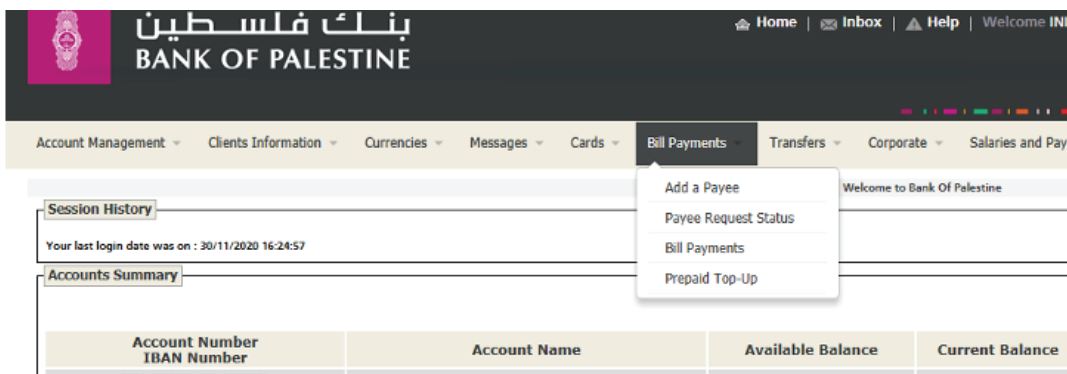 بنك فلسطين
BANK OF PALESTINE
Home | Inbox | Help | Welcome
Account Management Clients Information Currencies Messages Cards Bill Payments Transfers Corporate Salaries and
Welcome to Bank Of Palestine
Add a Payee
Payee Request Status
Bill Payments
Prepaid Top-Up
Session History
Your last login date was on : 30/11/2020 16:24:57
Accounts Summary
Account Number Account Name Available Balance Current Balance
IBAN Number